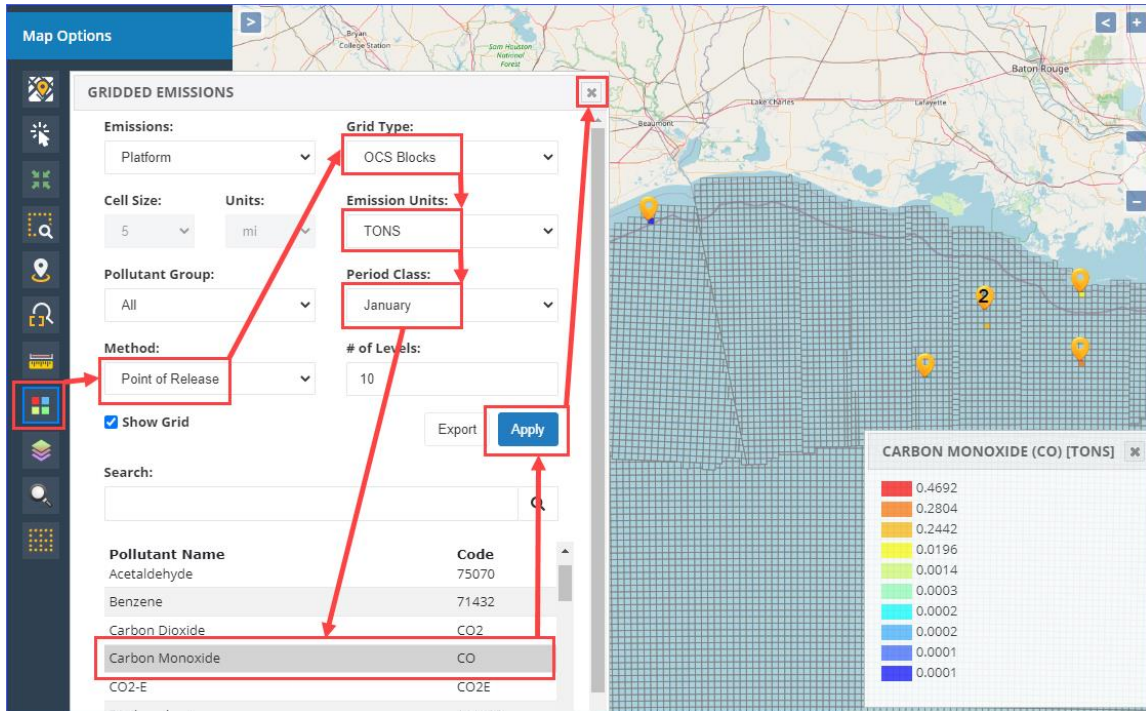 Map Options
GRIDDED EMISSIONS
Emissions:
Grid Type:
Platform
OCS Blocks
Cell Size:
Units:
Emission Units:
5
mi
TONS
Pollutant Group:
Period Class:
All
January
Method:
# of Levels:
Point of Release
10
Show Grid
Export
Apply
Search:
Pollutant Name
Code
Acetaldehyde
75070
Benzene
71432
Carbon Dioxide
CO2
Carbon Monoxide
CO
CO2-E
CO2E
Bryan
College Station
Sam Houston
National
Forest
Beaumont
Lake Charles
Lafayette
Baton Rouge
2
CARBON MONOXIDE (CO) [TONS]
0.4692
0.2804
0.2442
0.0196
0.0014
0.0003
0.0002
0.0002
0.0001
0.0001